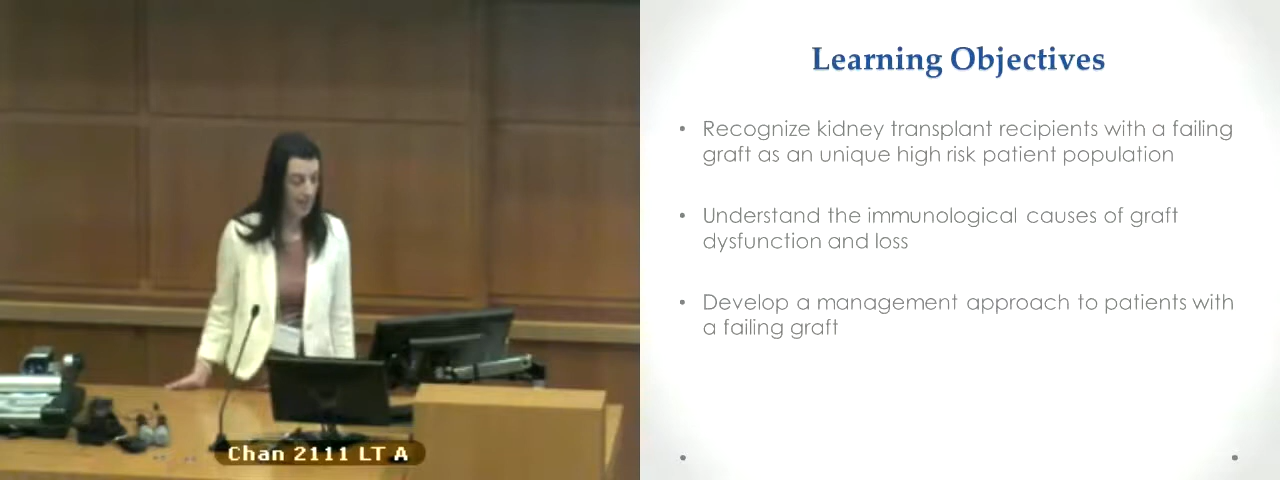 Learning Objectives
• Recognize kidney transplant recipients with a failing
graft as an unique high risk patient population
• Understand the immunological causes of graft
dysfunction and loss
• Develop a management approach to patients with
a failing graft
Chan 2111 LT A